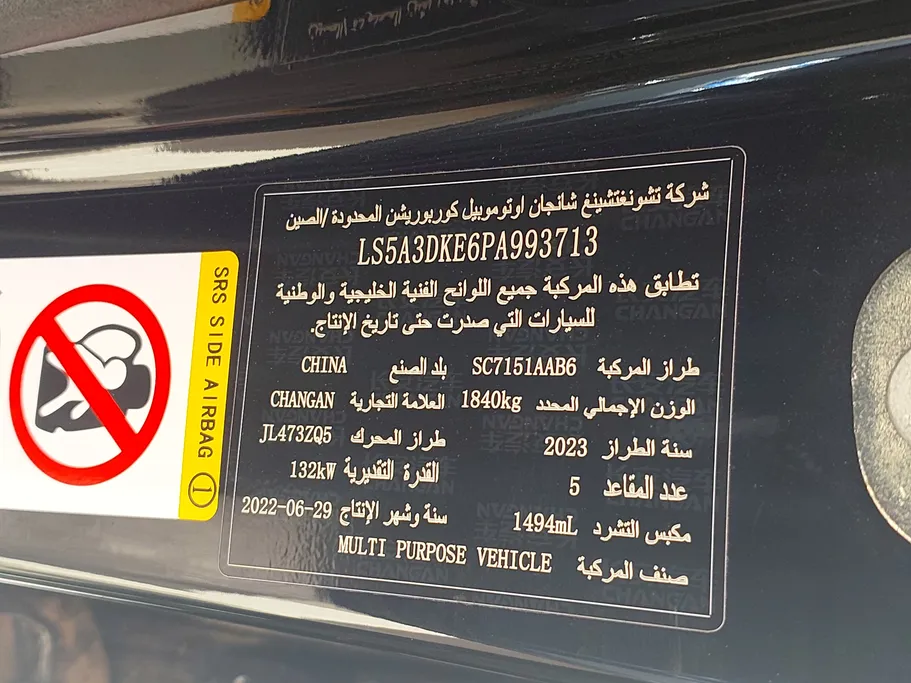 شركة تشونغتشينغ شانجان اوتوموبيل كوربوريشن المحدودة /الصين
LS5A3DKE6PA993713
تطابق هذه المركبة جميع اللوائح الفنية الخليجية والوطنية
للسيارات التي صدرت حتى تاريخ الإنتاج.
طراز المركبة SC7151AAB6 بلد الصنع CHINA
الوزن الإجمالي المحدد 1840kg العلامة التجارية CHANGAN
سنة الطراز 2023 طراز المحرك JL473ZQ5
عدد المقاعد 5 القدرة التقديرية 132kW
مكبس التشرد 1494mL سنة وشهر الإنتاج 2022-06-29
صنف المركبة MULTI PURPOSE VEHICLE
SRS SIDE AIRBAG ①